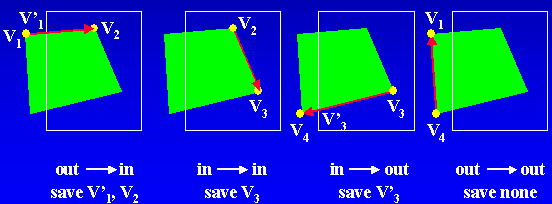 V'1
V1
V2
out → in
save V'1, V2
V2
V3
in → in
save V3
V3
V'3
V4
in → out
save V'3
V1
V4
out → out
save none